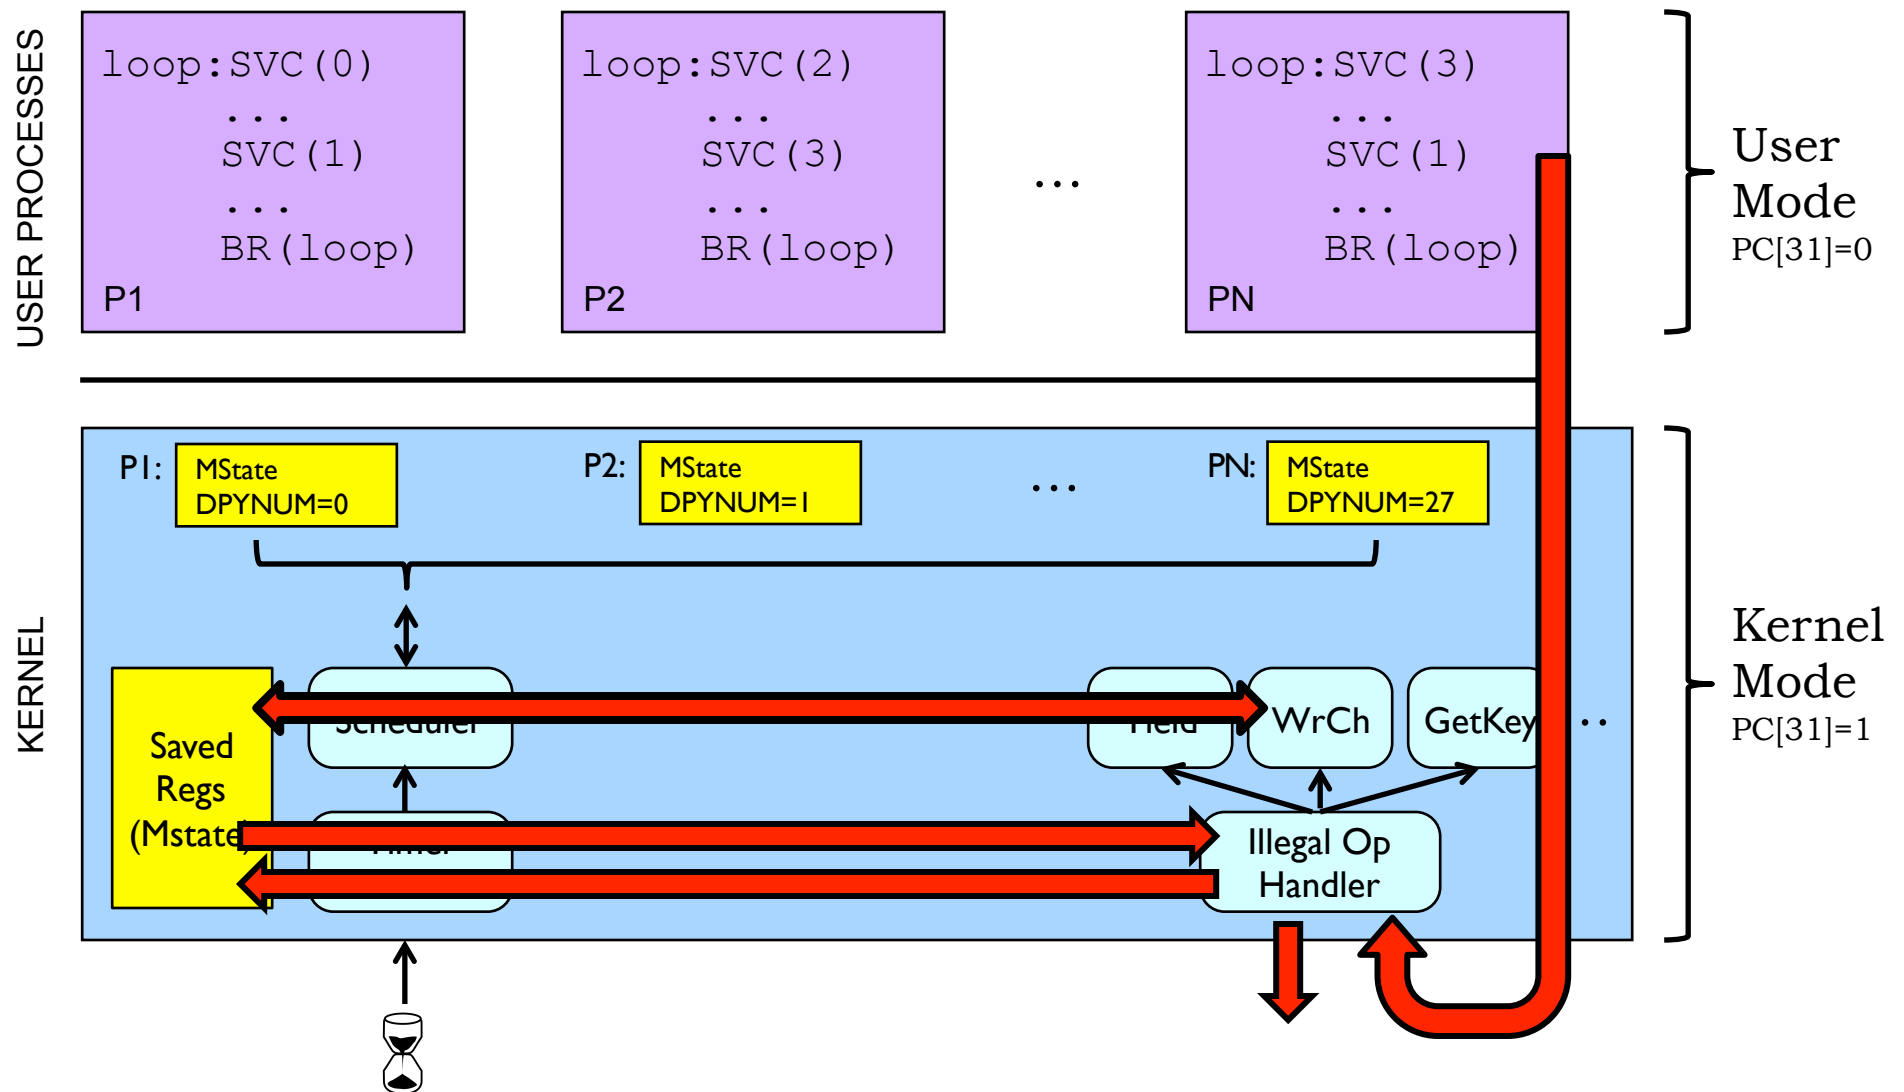 USER PROCESSES
loop:SVC(0)
...
SVC(1)
...
BR(loop)
P1
loop:SVC(2)
...
SVC(3)
...
BR(loop)
P2
...
loop:SVC(3)
...
SVC(1)
...
BR(loop)
PN
User
Mode
PC[31]=0
KERNEL
P1:
MState
DPYNUM=0
P2:
MState
DPYNUM=1
...
PN:
MState
DPYNUM=27
Saved
Regs
(Mstate)
Scheduler
WrCh
GetKey
..
Illegal Op
Handler
Kernel
Mode
PC[31]=1